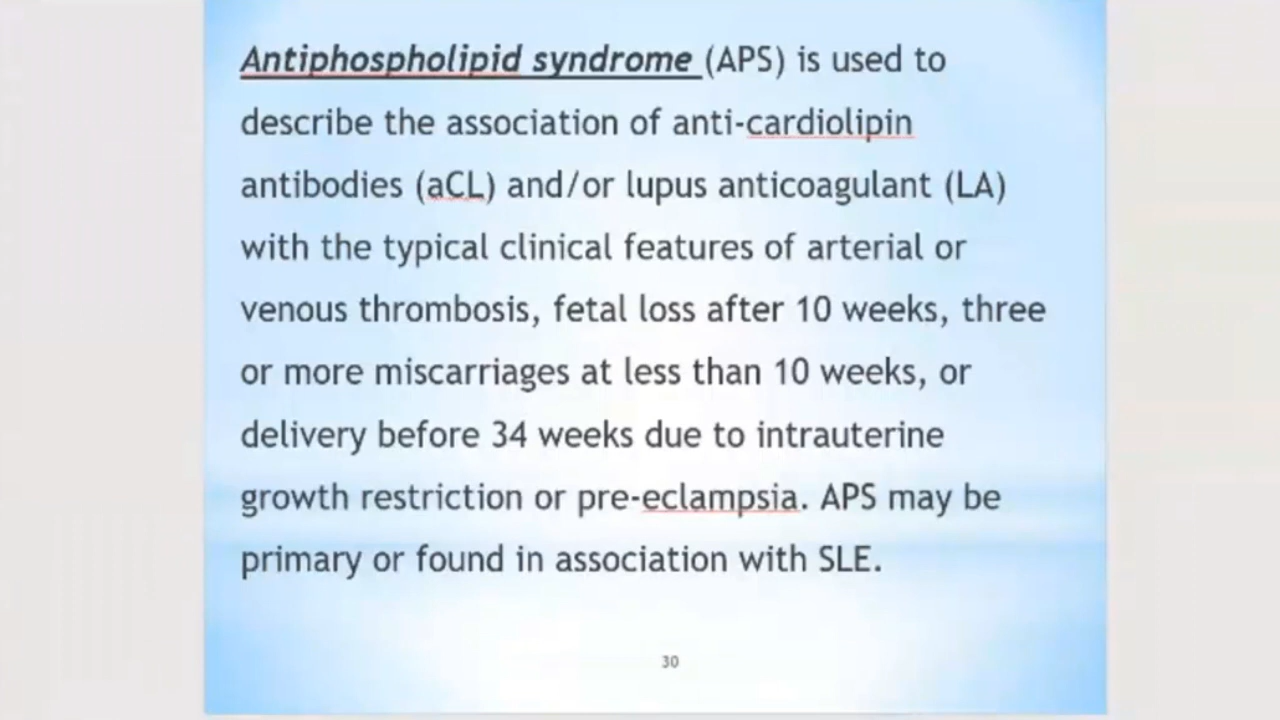 Antiphospholipid syndrome (APS) is used to
describe the association of anti-cardiolipin
antibodies (aCL) and/or lupus anticoagulant (LA)
with the typical clinical features of arterial or
venous thrombosis, fetal loss after 10 weeks, three
or more miscarriages at less than 10 weeks, or
delivery before 34 weeks due to intrauterine
growth restriction or pre-eclampsia. APS may be
primary or found in association with SLE.
30